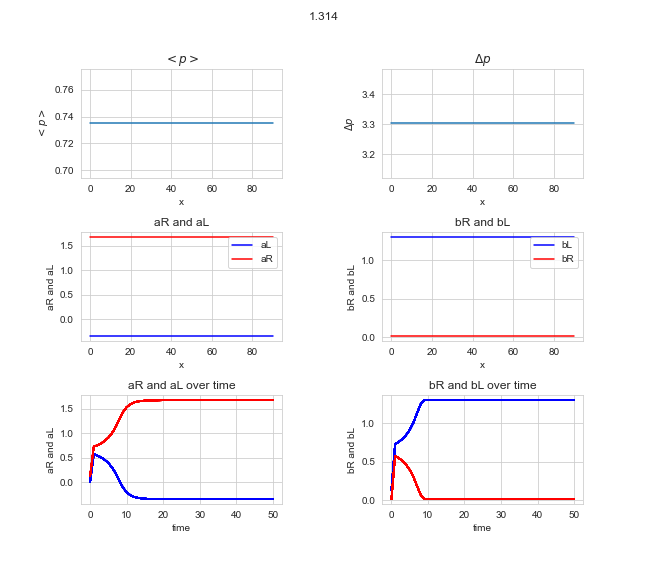 1.314
< p >
Δp
0.76
0.74
0.72
0.70
< p >
0 20 40 60 80
x
3.4
3.3
3.2
Δp
0 20 40 60 80
x
aR and aL
bR and bL
1.5
1.0
0.5
0.0
aR and aL
aL
aR
0 20 40 60 80
x
1.0
0.5
0.0
bR and bL
bL
bR
0 20 40 60 80
x
aR and aL over time
bR and bL over time
1.5
1.0
0.5
0.0
aR and aL
0 10 20 30 40 50
time
1.0
0.5
0.0
bR and bL
0 10 20 30 40 50
time